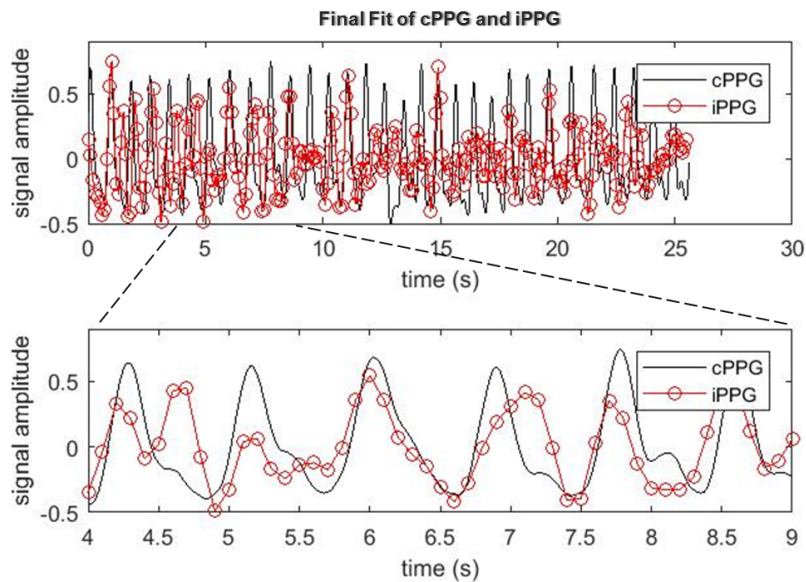 Final Fit of cPPG and iPPG
signal amplitude
0.5
0
-0.5
cPPG
iPPG
0 5 10 15 20 25 30
time (s)
signal amplitude
0.5
0
-0.5
cPPG
iPPG
4 4.5 5 5.5 6 6.5 7 7.5 8 8.5 9
time (s)